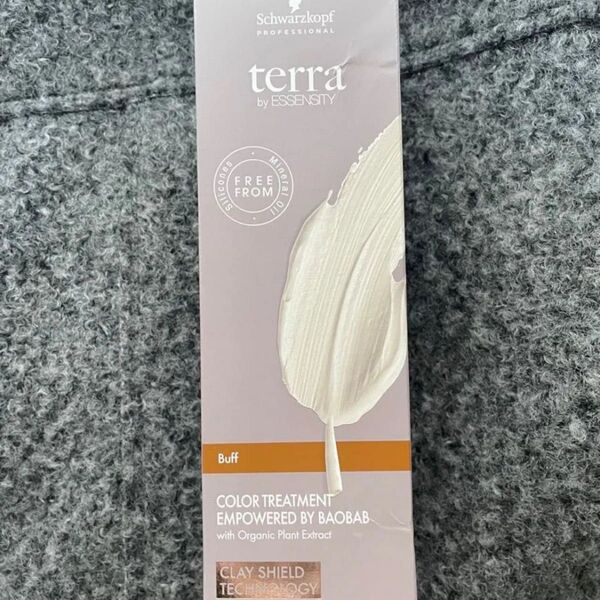 Schwarzkopf
PROFESSIONAL
terra
by ESSENSITY
Silicones • Mineral Oil •
FREE
FROM
Buff
COLOR TREATMENT
EMPOWERED BY BAOBAB
with Organic Plant Extract
CLAY SHIELD
TECHNOLOGY